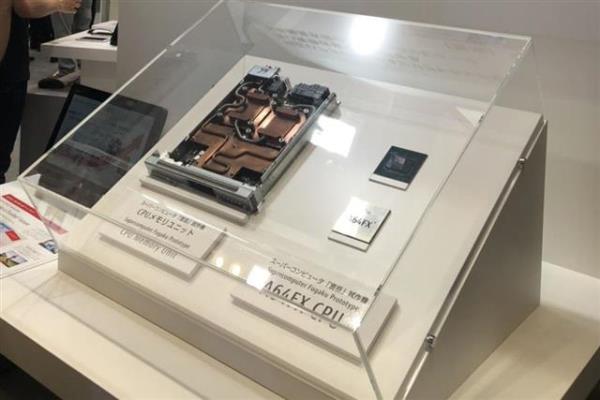 スーパーコンピュータ「富岳」試作機
CPUメモリユニット
Supercomputer Fugaku Prototype
CPU Memory Unit
A64FX
スーパーコンピュータ「富岳」試作機
Supercomputer Fugaku Prototype
A64FX CPU